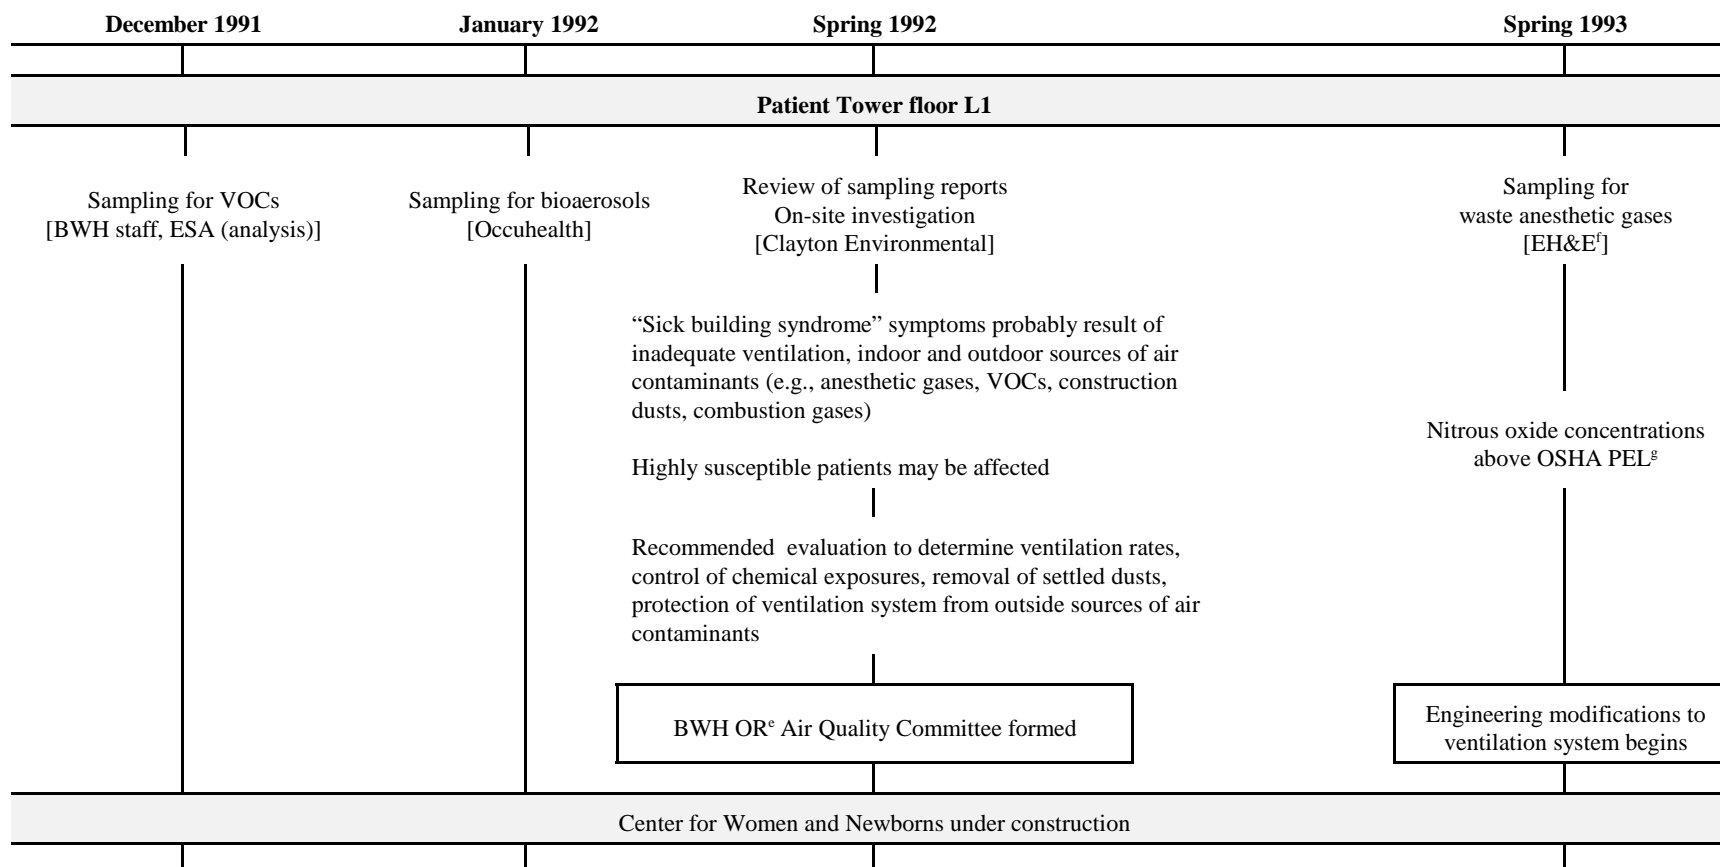 December 1991
January 1992
Spring 1992
Spring 1993
Patient Tower floor L1
Sampling for VOCs
[BWH staff, ESA (analysis)]
Sampling for bioaerosols
[Occuhealth]
Review of sampling reports
On-site investigation
[Clayton Environmental]
Sampling for
waste anesthetic gases
[EH&Eᶠ]
“Sick building syndrome” symptoms probably result of
inadequate ventilation, indoor and outdoor sources of air
contaminants (e.g., anesthetic gases, VOCs, construction
dusts, combustion gases)
Highly susceptible patients may be affected
Nitrous oxide concentrations
above OSHA PELᵍ
Recommended evaluation to determine ventilation rates,
control of chemical exposures, removal of settled dusts,
protection of ventilation system from outside sources of air
contaminants
BWH ORᵉ Air Quality Committee formed
Engineering modifications to
ventilation system begins
Center for Women and Newborns under construction